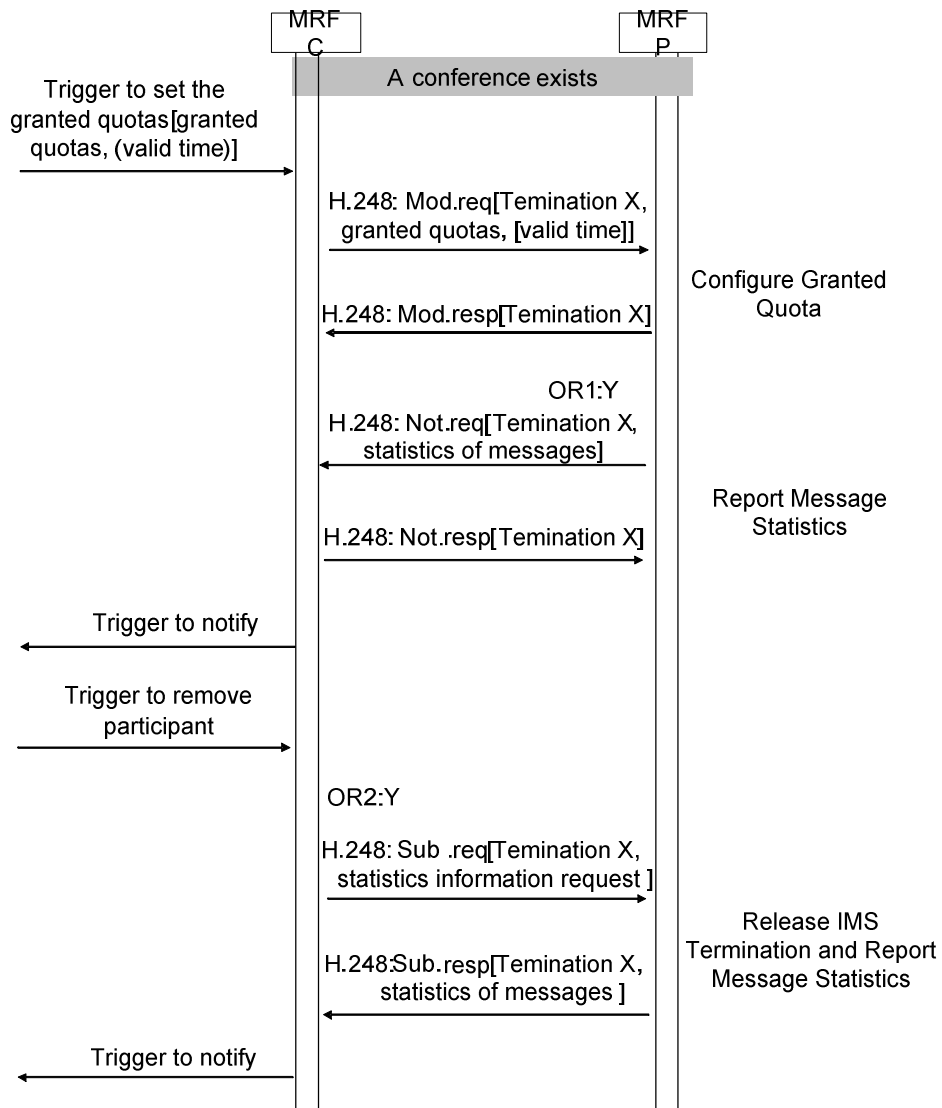 MRF
C
MRF
P
A conference exists
Trigger to set the
granted quotas[granted
quotas, (valid time)]
H.248: Mod.req[Temination X,
granted quotas, [valid time]]
Configure Granted
Quota
H.248: Mod.resp[Temination X]
OR1:Y
H.248: Not.req[Temination X,
statistics of messages]
Report Message
Statistics
H.248: Not.resp[Temination X]
Trigger to notify
Trigger to remove
participant
OR2:Y
H.248: Sub .req[Temination X,
statistics information request ]
Release IMS
Termination and Report
Message Statistics
H.248:Sub.resp[Temination X,
statistics of messages ]
Trigger to notify